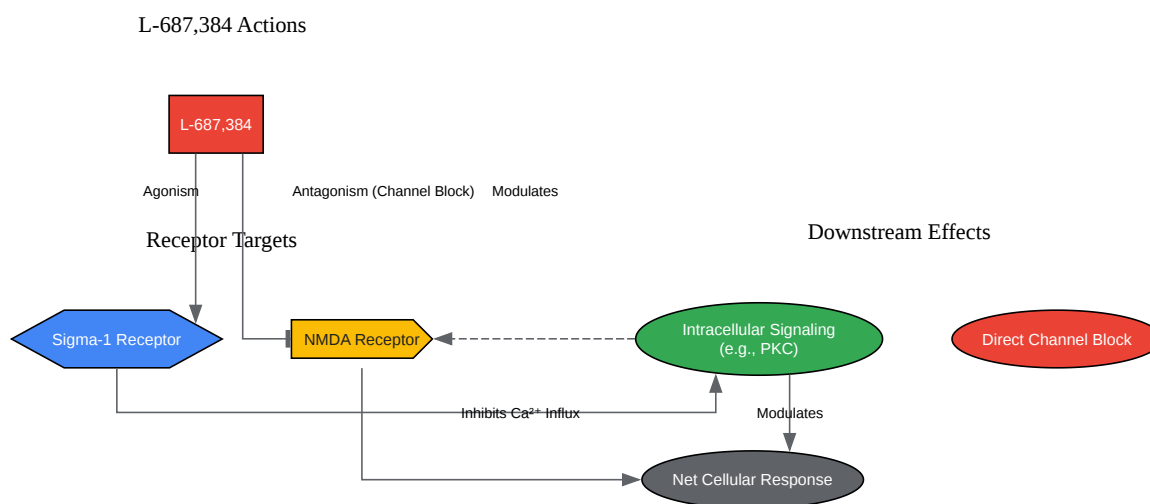 L-687,384 Actions
L-687,384
Agonism
Antagonism (Channel Block)
Modulates
Receptor Targets
Downstream Effects
Sigma-1 Receptor
NMDA Receptor
Intracellular Signaling
(e.g., PKC)
Direct Channel Block
Inhibits Ca²⁺ Influx
Modulates
Net Cellular Response